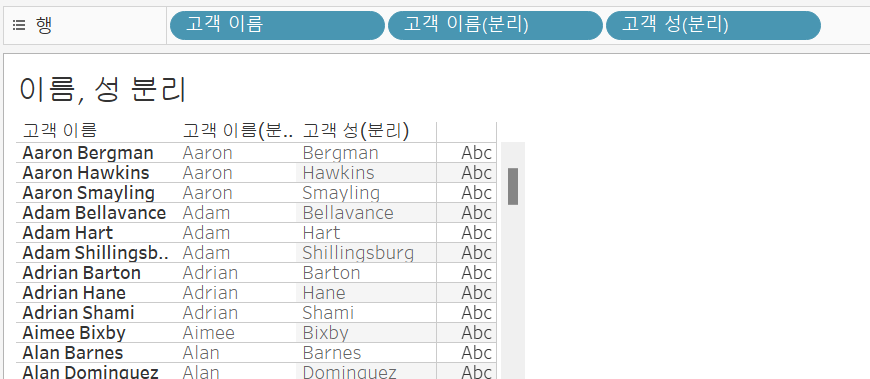 행 고객 이름 고객 이름(분리) 고객 성(분리)
이름, 성 분리
고객 이름 고객 이름(분.. 고객 성(분리)
Aaron Bergman Aaron Bergman Abc
Aaron Hawkins Aaron Hawkins Abc
Aaron Smayling Aaron Smayling Abc
Adam Bellavance Adam Bellavance Abc
Adam Hart Adam Hart Abc
Adam Shillingsb.. Adam Shillingsburg Abc
Adrian Barton Adrian Barton Abc
Adrian Hane Adrian Hane Abc
Adrian Shami Adrian Shami Abc
Aimee Bixby Aimee Bixby Abc
Alan Barnes Alan Barnes Abc
Alan Dominguez Alan Dominguez Abc